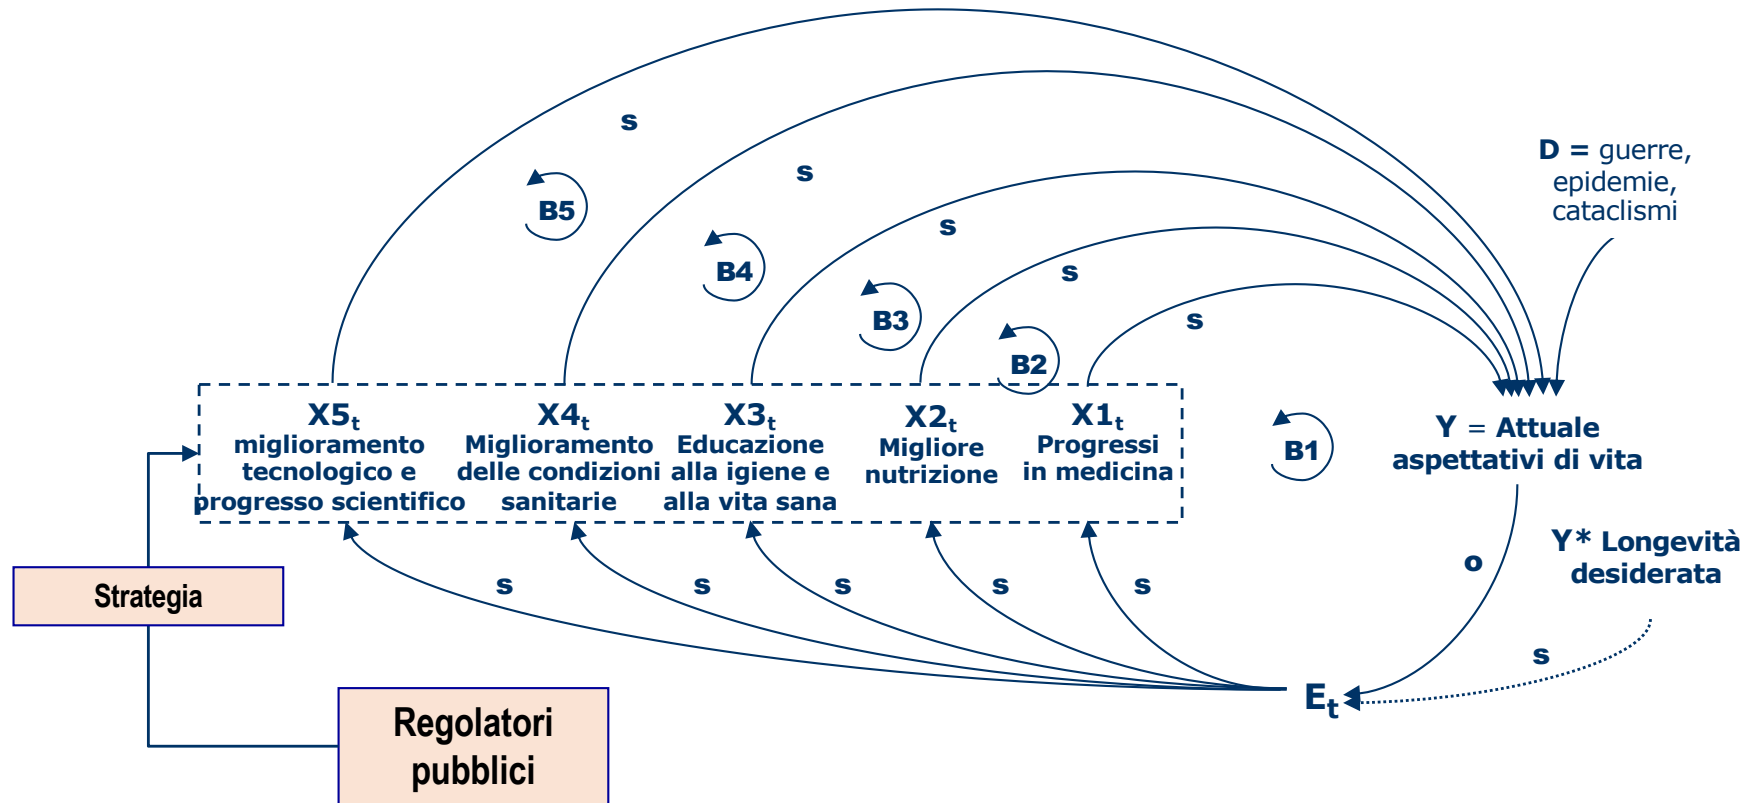 s
s
D = guerre,
epidemie,
cataclismi
B5
s
s
B4
B3
s
B2
X5t
miglioramento
tecnologico e
progresso scientifico
X4t
Miglioramento
delle condizioni
sanitarie
X3t
Educazione
alla igiene e
alla vita sana
X2t
Migliore
nutrizione
X1t
Progressi
in medicina
B1
Y = Attuale
aspettativi di vita
Y* Longevità
desiderata
o
s
s
s
s
s
Strategia
s
Et
Regolatori
pubblici